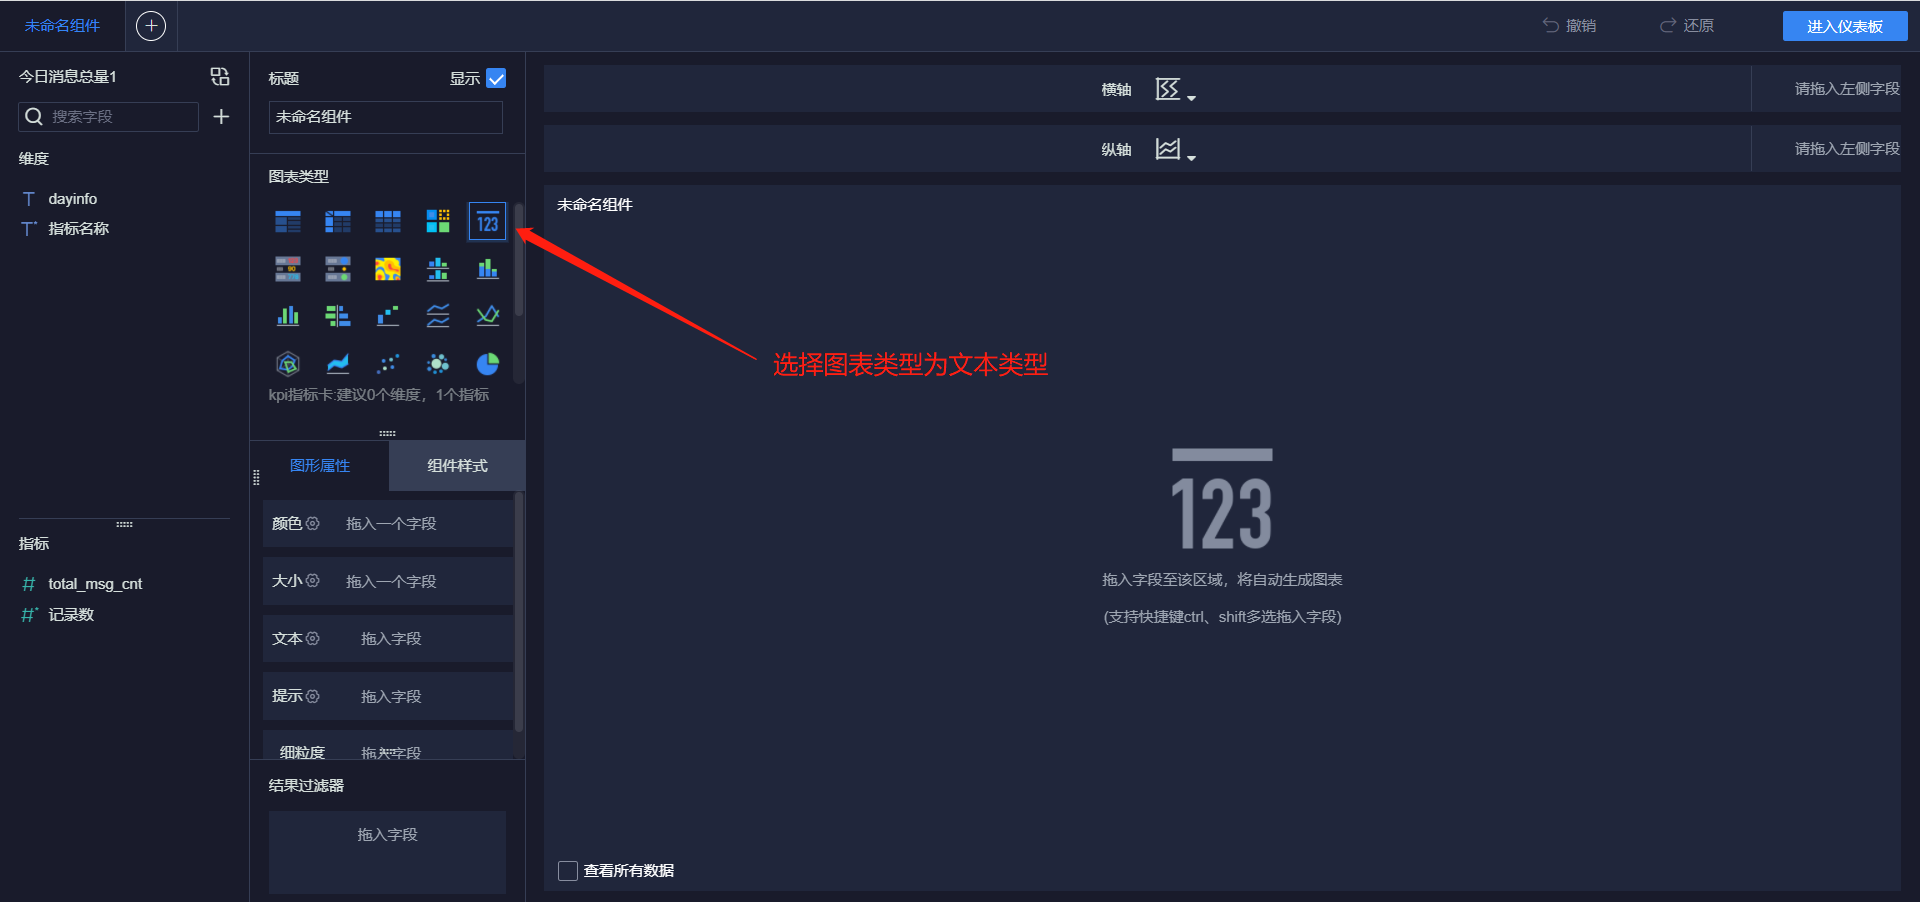 未命名组件
撤销
还原
进入仪表板
今日消息总量1
搜索字段
维度
dayinfo
指标名称
指标
total_msg_cnt
记录数
标题
显示
未命名组件
图表类型
123
90
kpi指标卡:建议0个维度，1个指标
图形属性
组件样式
颜色
拖入一个字段
大小
拖入一个字段
文本
拖入字段
提示
拖入字段
细粒度
拖入字段
结果过滤器
拖入字段
横轴
请拖入左侧字段
纵轴
请拖入左侧字段
未命名组件
选择图表类型为文本类型
123
拖入字段至该区域，将自动生成图表
(支持快捷键ctrl、shift多选拖入字段)
查看所有数据